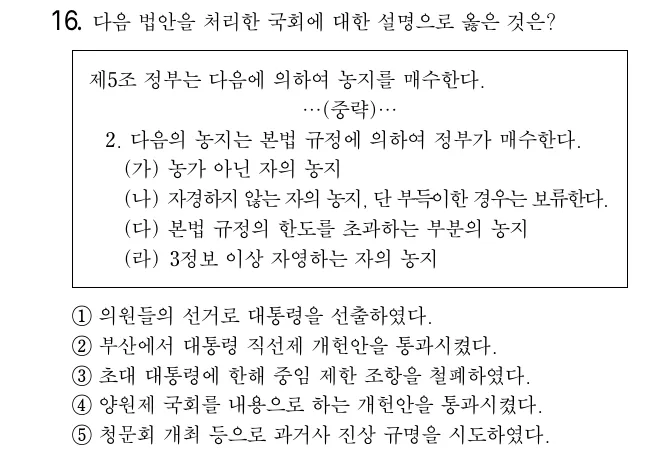 16. 다음 법안을 처리한 국회에 대한 설명으로 옳은 것은?
제5조 정부는 다음에 의하여 농지를 매수한다.
…(중략)…
2. 다음의 농지는 본법 규정에 의하여 정부가 매수한다.
(가) 농가 아닌 자의 농지
(나) 자경하지 않는 자의 농지, 단 부득이한 경우는 보류한다.
(다) 본법 규정의 한도를 초과하는 부분의 농지
(라) 3정보 이상 자영하는 자의 농지
① 의원들의 선거로 대통령을 선출하였다.
② 부산에서 대통령 직선제 개헌안을 통과시켰다.
③ 초대 대통령에 한해 중임 제한 조항을 철폐하였다.
④ 양원제 국회를 내용으로 하는 개헌안을 통과시켰다.
⑤ 청문회 개최 등으로 과거사 진상 규명을 시도하였다.